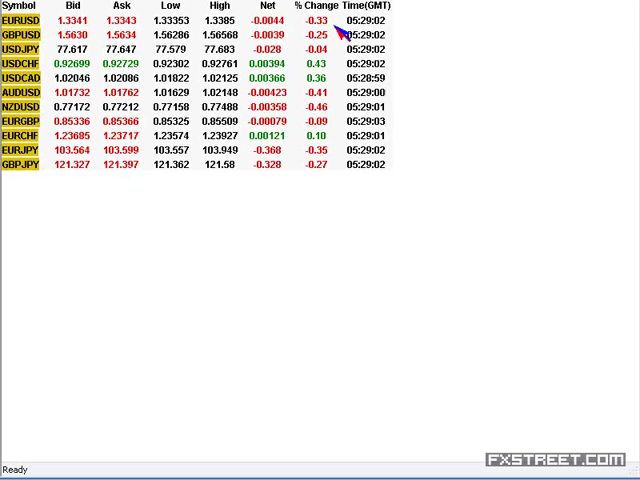 Symbol Bid Ask Low High Net % Change Time(GMT)
EURUSD 1.3341 1.3343 1.33353 1.3385 -0.0044 -0.33 05:29:02
GBPUSD 1.5630 1.5634 1.56286 1.56568 -0.0039 -0.25 05:29:02
USDJPY 77.617 77.647 77.579 77.683 -0.028 -0.04 05:29:02
USDCHF 0.92699 0.92729 0.92302 0.92761 0.00394 0.43 05:29:02
USDCAD 1.02046 1.02086 1.01822 1.02125 0.00366 0.36 05:28:59
AUDUSD 1.01732 1.01762 1.01629 1.02148 -0.00423 -0.41 05:29:00
NZDUSD 0.77172 0.77212 0.77158 0.77488 -0.00358 -0.46 05:29:01
EURGBP 0.85336 0.85366 0.85325 0.85509 -0.00079 -0.09 05:29:03
EURCHF 1.23685 1.23717 1.23574 1.23927 0.00121 0.10 05:29:01
EURJPY 103.564 103.599 103.557 103.949 -0.368 -0.35 05:29:02
GBPJPY 121.327 121.397 121.362 121.58 -0.328 -0.27 05:29:02
FXSTREET.COM
Ready